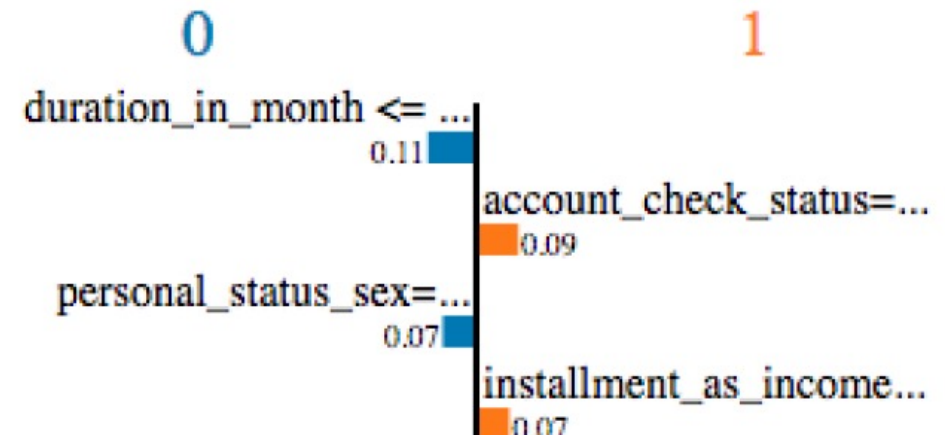 0 1
duration_in_month <= ...
0.11
account_check_status=...
0.09
personal_status_sex=...
0.07
installment_as_income...
0.07